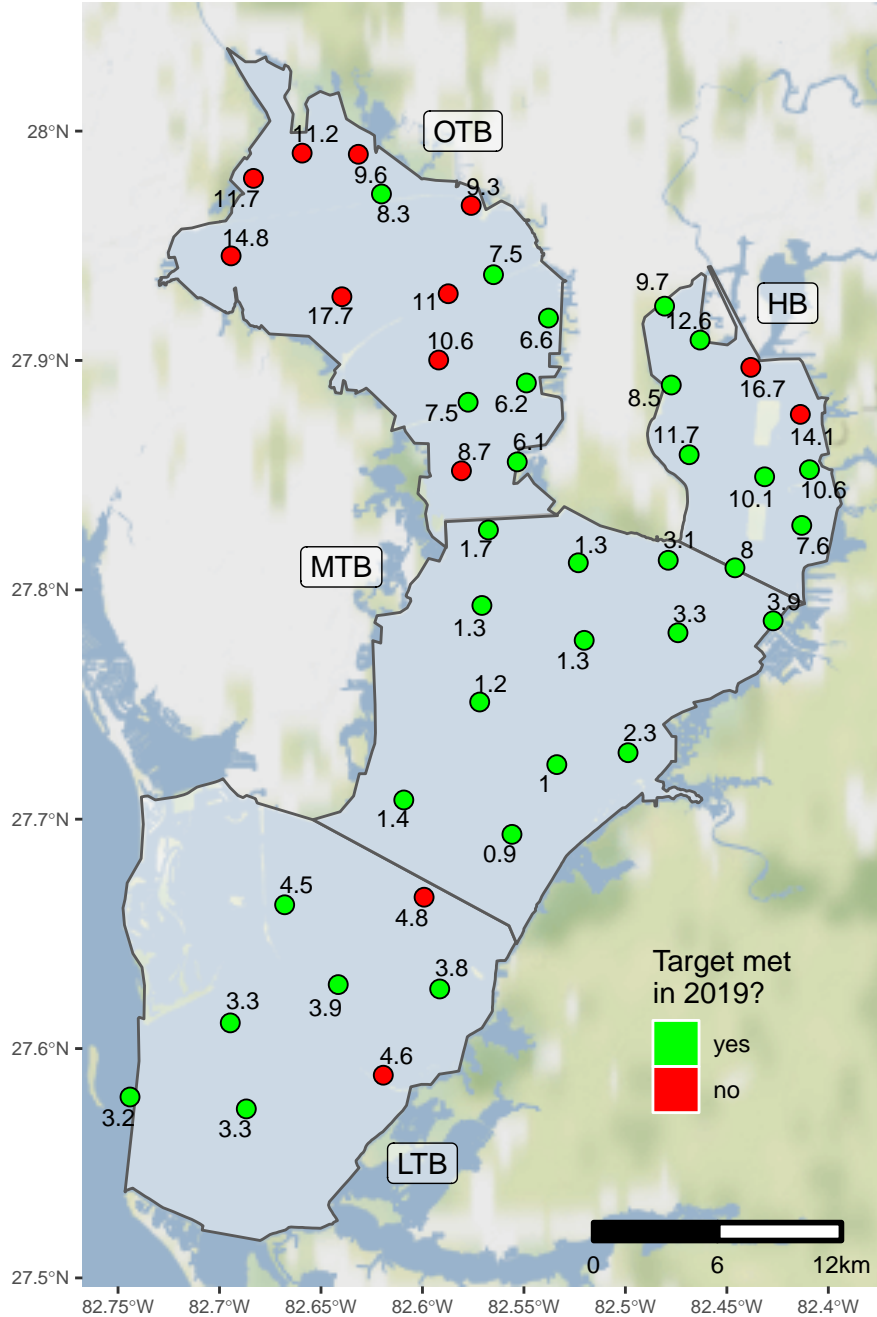 28°N
27.9°N
27.8°N
27.7°N
27.6°N
27.5°N
OTB
11.2
9.6
8.3
9.3
11.7
14.8
7.5
17.7
11
6.6
10.6
6.2
7.5
8.7
6.1
HB
9.7
12.6
16.7
8.5
14.1
11.7
10.1
10.6
7.6
8
MTB
1.7
1.3
3.1
3.9
1.3
1.3
3.3
1.2
2.3
1
1.4
0.9
4.5
4.8
3.8
3.9
3.3
4.6
3.2
3.3
LTB
Target met
in 2019?
yes
no
0 6 12km
82.75°W 82.7°W 82.65°W 82.6°W 82.55°W 82.5°W 82.45°W 82.4°W